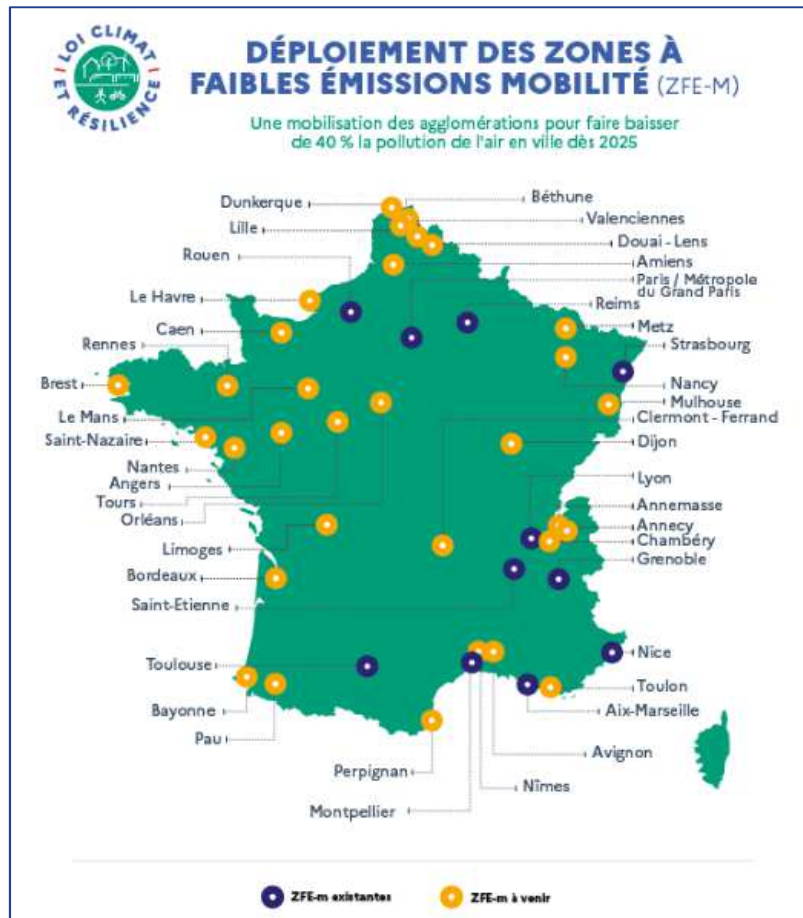 LOI CLIMAT
ET RÉSILIENCE
DÉPLOIEMENT DES ZONES À
FAIBLES ÉMISSIONS MOBILITÉ (ZFE-M)
Une mobilisation des agglomérations pour faire baisser
de 40 % la pollution de l'air en ville dès 2025
Dunkerque
Béthune
Valenciennes
Lille
Douai - Lens
Rouen
Amiens
Paris / Métropole
du Grand Paris
Le Havre
Reims
Caen
Metz
Rennes
Strasbourg
Brest
Nancy
Mulhouse
Le Mans
Clermont - Ferrand
Saint-Nazaire
Dijon
Nantes
Lyon
Angers
Tours
Annemasse
Orléans
Annecy
Chambéry
Limoges
Grenoble
Bordeaux
Saint-Etienne
Toulouse
Nice
Toulon
Bayonne
Aix-Marseille
Pau
Avignon
Perpignan
Nîmes
Montpellier
ZFE-m existantes
ZFE-m à venir